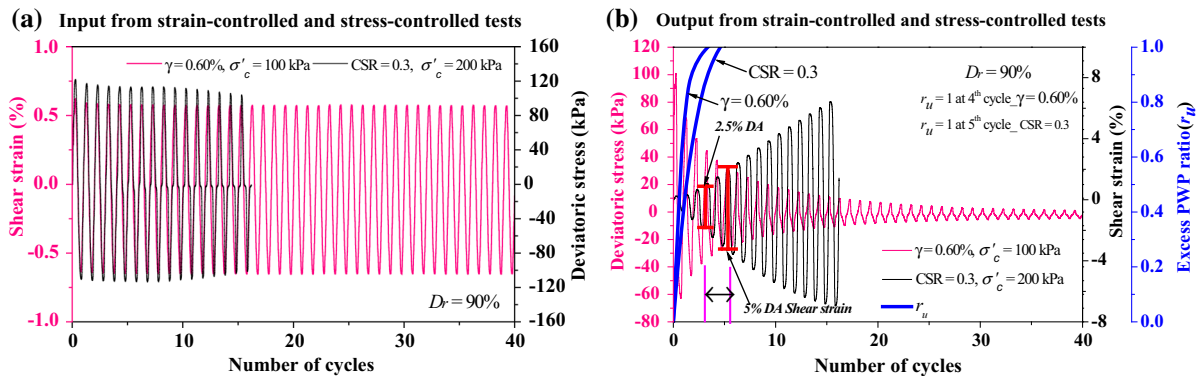 (a) Input from strain-controlled and stress-controlled tests
1.0
0.5
0.0
-0.5
-1.0
Shear strain (%)
γ = 0.60%, σ'c = 100 kPa
CSR = 0.3, σ'c = 200 kPa
Dr = 90%
160
120
80
40
0
-40
-80
-120
-160
Deviatoric stress (kPa)
0 10 20 30 40
Number of cycles
(b) Output from strain-controlled and stress-controlled tests
120
100
80
60
40
20
0
-20
-40
-60
-80
Deviatoric stress (kPa)
CSR = 0.3
γ = 0.60%
2.5% DA
5% DA Shear strain
Dr = 90%
ru = 1 at 4th cycle_γ = 0.60%
ru = 1 at 5th cycle_CSR = 0.3
γ = 0.60%, σ'c = 100 kPa
CSR = 0.3, σ'c = 200 kPa
ru
8
4
0
-4
-8
Shear strain (%)
1.0
0.8
0.6
0.4
0.2
0.0
Excess PWP ratio(ru)
0 10 20 30 40
Number of cycles